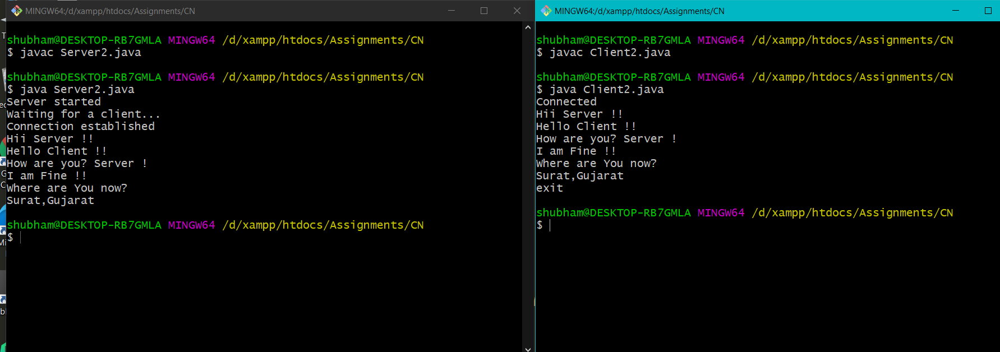 MINGW64:/d/xampp/htdocs/Assignments/CN
shubham@DESKTOP-RB7GMLA MINGW64 /d/xampp/htdocs/Assignments/CN
$ javac Server2.java
shubham@DESKTOP-RB7GMLA MINGW64 /d/xampp/htdocs/Assignments/CN
$ java Server2.java
Server started
Waiting for a client...
Connection established
Hii Server !!
Hello Client !!
How are you? Server !
I am Fine !!
Where are You now?
Surat,Gujarat
shubham@DESKTOP-RB7GMLA MINGW64 /d/xampp/htdocs/Assignments/CN
$
MINGW64:/d/xampp/htdocs/Assignments/CN
shubham@DESKTOP-RB7GMLA MINGW64 /d/xampp/htdocs/Assignments/CN
$ javac Client2.java
shubham@DESKTOP-RB7GMLA MINGW64 /d/xampp/htdocs/Assignments/CN
$ java Client2.java
Connected
Hii Server !!
Hello Client !!
How are you? Server !
I am Fine !!
Where are You now?
Surat,Gujarat
exit
shubham@DESKTOP-RB7GMLA MINGW64 /d/xampp/htdocs/Assignments/CN
$